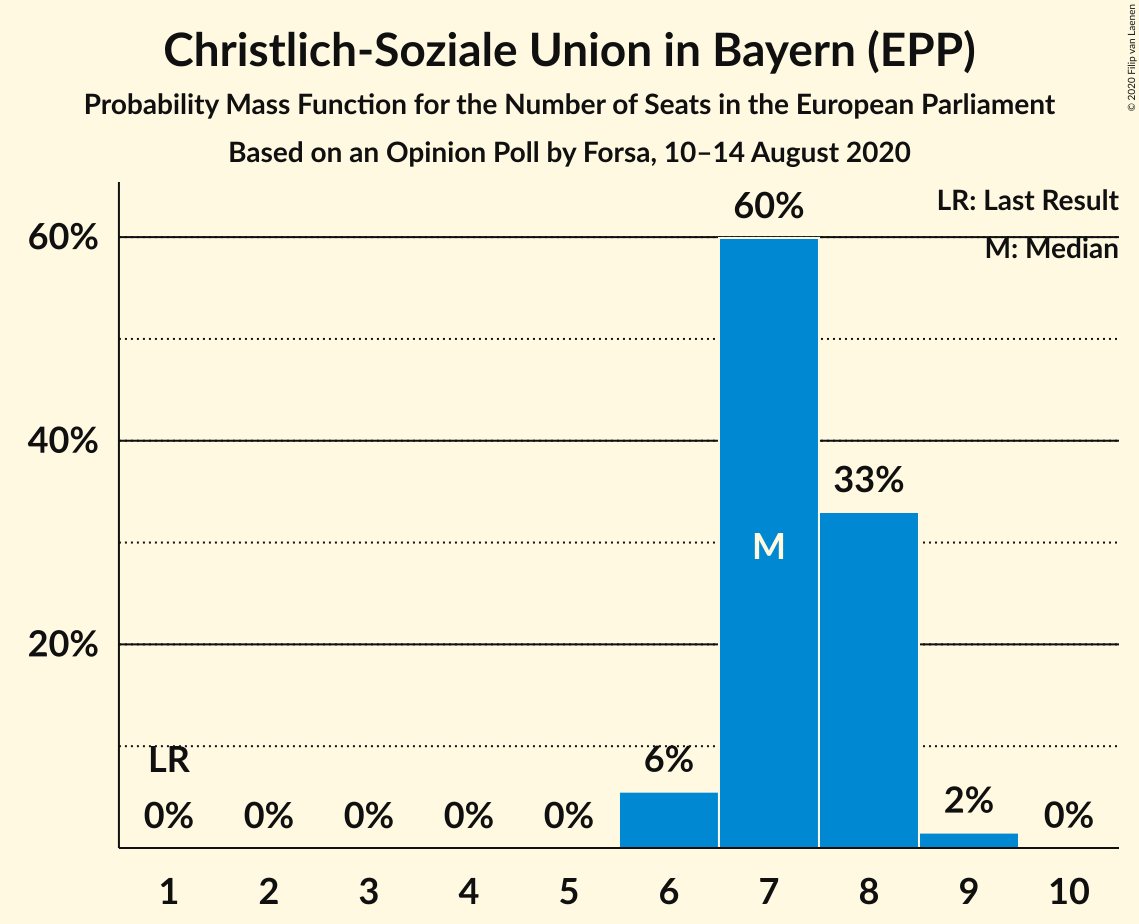 Christlich-Soziale Union in Bayern (EPP)
Probability Mass Function for the Number of Seats in the European Parliament
Based on an Opinion Poll by Forsa, 10–14 August 2020
© 2020 Filip van Laenen
LR: Last Result
M: Median
60%
60%
40%
33%
M
20%
LR
6%
0% 0% 0% 0% 0% 2% 0%
1 2 3 4 5 6 7 8 9 10